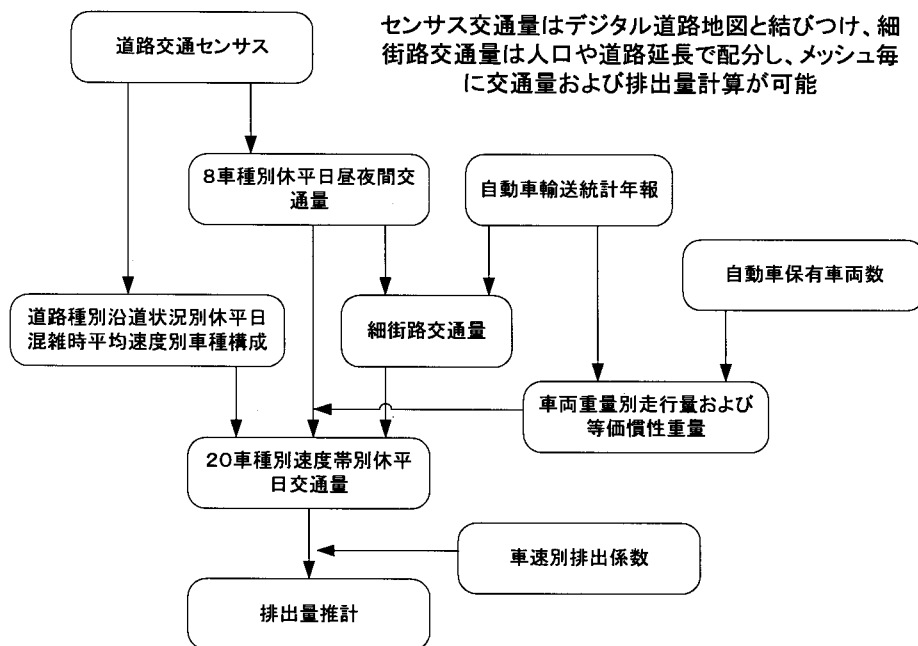 センサス交通量はデジタル道路地図と結びつけ、細
街路交通量は人口や道路延長で配分し、メッシュ毎
に交通量および排出量計算が可能
道路交通センサス
8車種別休平日昼夜間交
通量
自動車輸送統計年報
自動車保有車両数
道路種別沿道状況別休平日
混雑時平均速度別車種構成
細街路交通量
車両重量別走行量および
等価慣性重量
20車種別速度帯別休平
日交通量
車速別排出係数
排出量推計